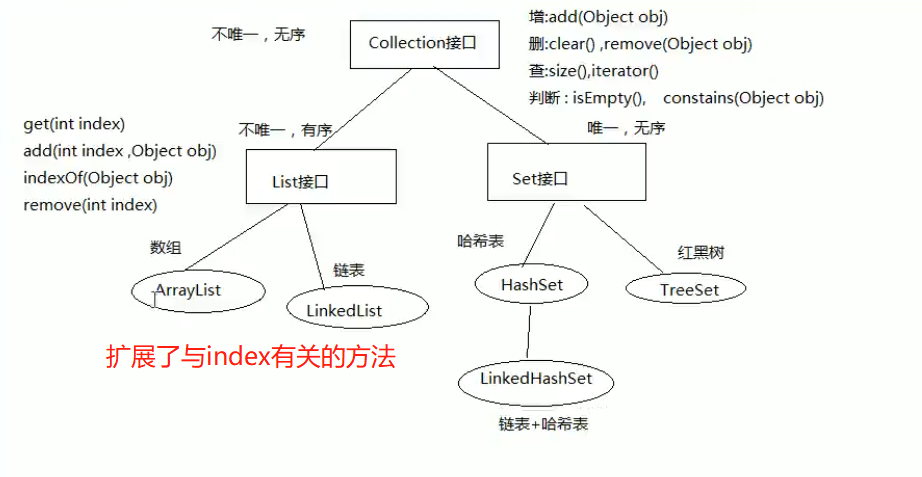 不唯一，无序
Collection接口
增:add(Object obj)
删:clear() ,remove(Object obj)
查:size(),iterator()
判断 : isEmpty(), constains(Object obj)
get(int index)
add(int index ,Object obj)
indexOf(Object obj)
remove(int index)
不唯一，有序
List接口
唯一，无序
Set接口
数组
ArrayList
链表
LinkedList
哈希表
HashSet
红黑树
TreeSet
扩展了与index有关的方法
LinkedHashSet
链表+哈希表